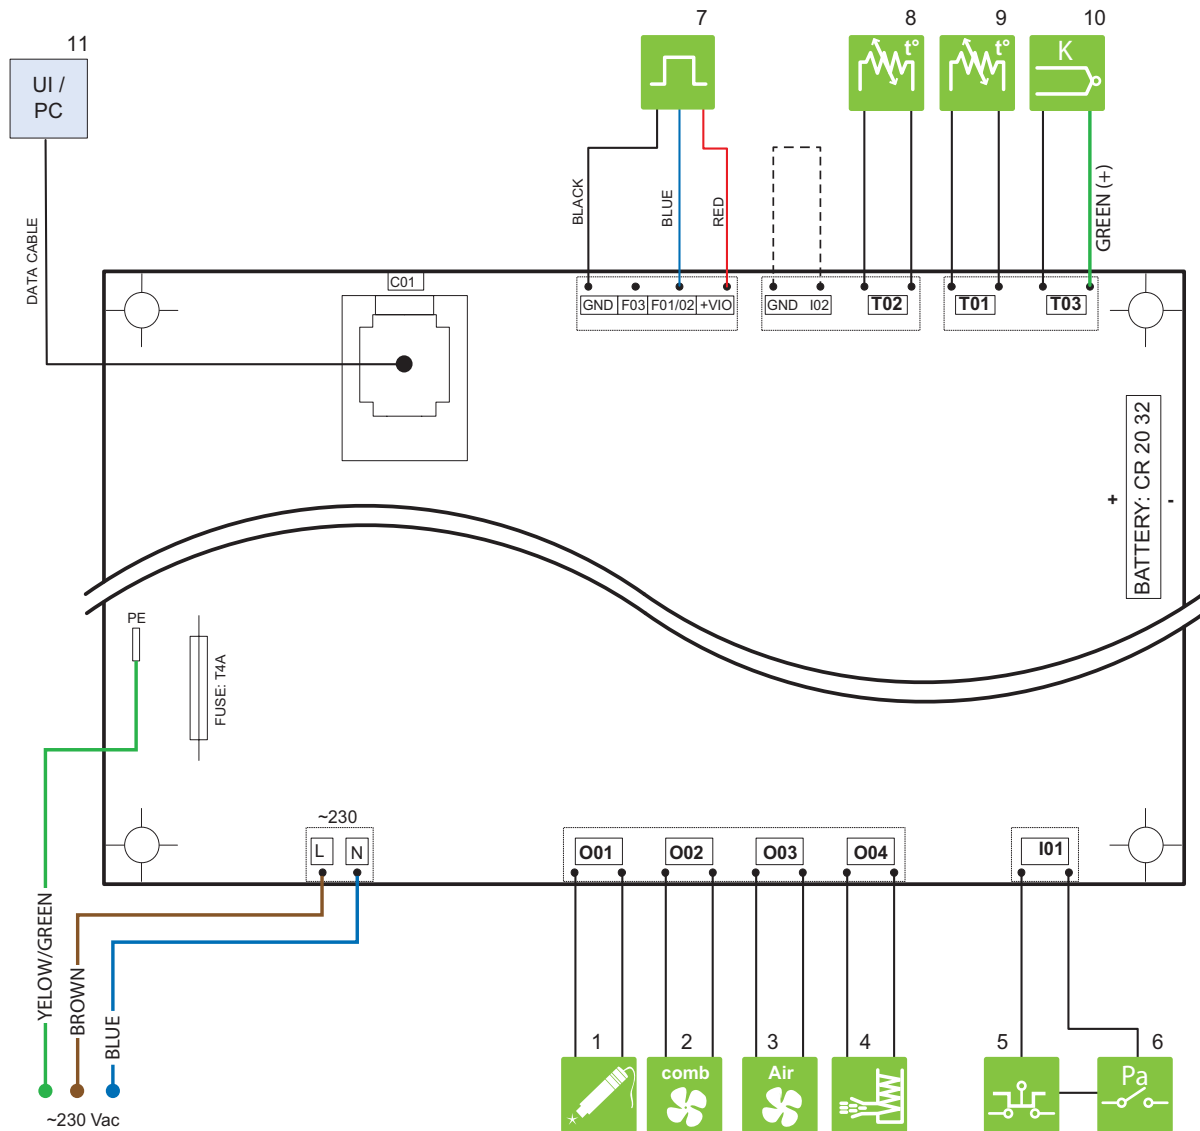 7
8
9
10
11
UI /
PC
t°
t°
K
DATA CABLE
BLACK
BLUE
RED
GREEN (+)
C01
GND
F03
F01/02
+VIO
GND
I02
T02
T01
T03
BATTERY: CR 20 32
+
-
PE
FUSE: T4A
~230
L
N
O01
O02
O03
O04
I01
YELOW/GREEN
BROWN
BLUE
~230 Vac
1
2
3
4
5
6
comb
Air
Pa